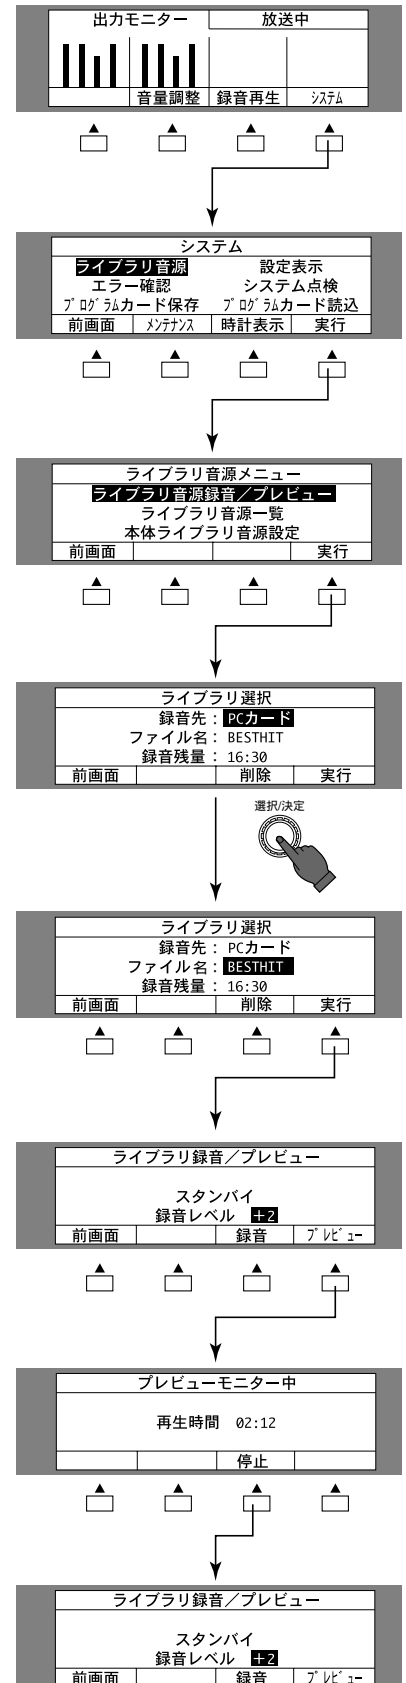 出力モニター 放送中
音量調整 録音再生 ｼｽﾃﾑ
システム
ライブラリ音源 設定表示
エラー確認 システム点検
ﾌﾟﾛｸﾞﾗﾑカード保存 ﾌﾟﾛｸﾞﾗﾑカード読込
前画面 ﾒﾝﾃﾅﾝｽ 時計表示 実行
ライブラリ音源メニュー
ライブラリ音源録音／プレビュー
ライブラリ音源一覧
本体ライブラリ音源設定
前画面 実行
ライブラリ選択
録音先： PCカード
ファイル名： BESTHIT
録音残量： 16:30
前画面 削除 実行
選択/決定
ライブラリ選択
録音先： PCカード
ファイル名： BESTHIT
録音残量： 16:30
前画面 削除 実行
ライブラリ録音／プレビュー
スタンバイ
録音レベル ＋2
前画面 録音 ﾌﾟﾚﾋﾞｭｰ
プレビューモニター中
再生時間 02:12
停止
ライブラリ録音／プレビュー
スタンバイ
録音レベル ＋2
前画面 録音 ﾌﾟﾚﾋﾞｭｰ